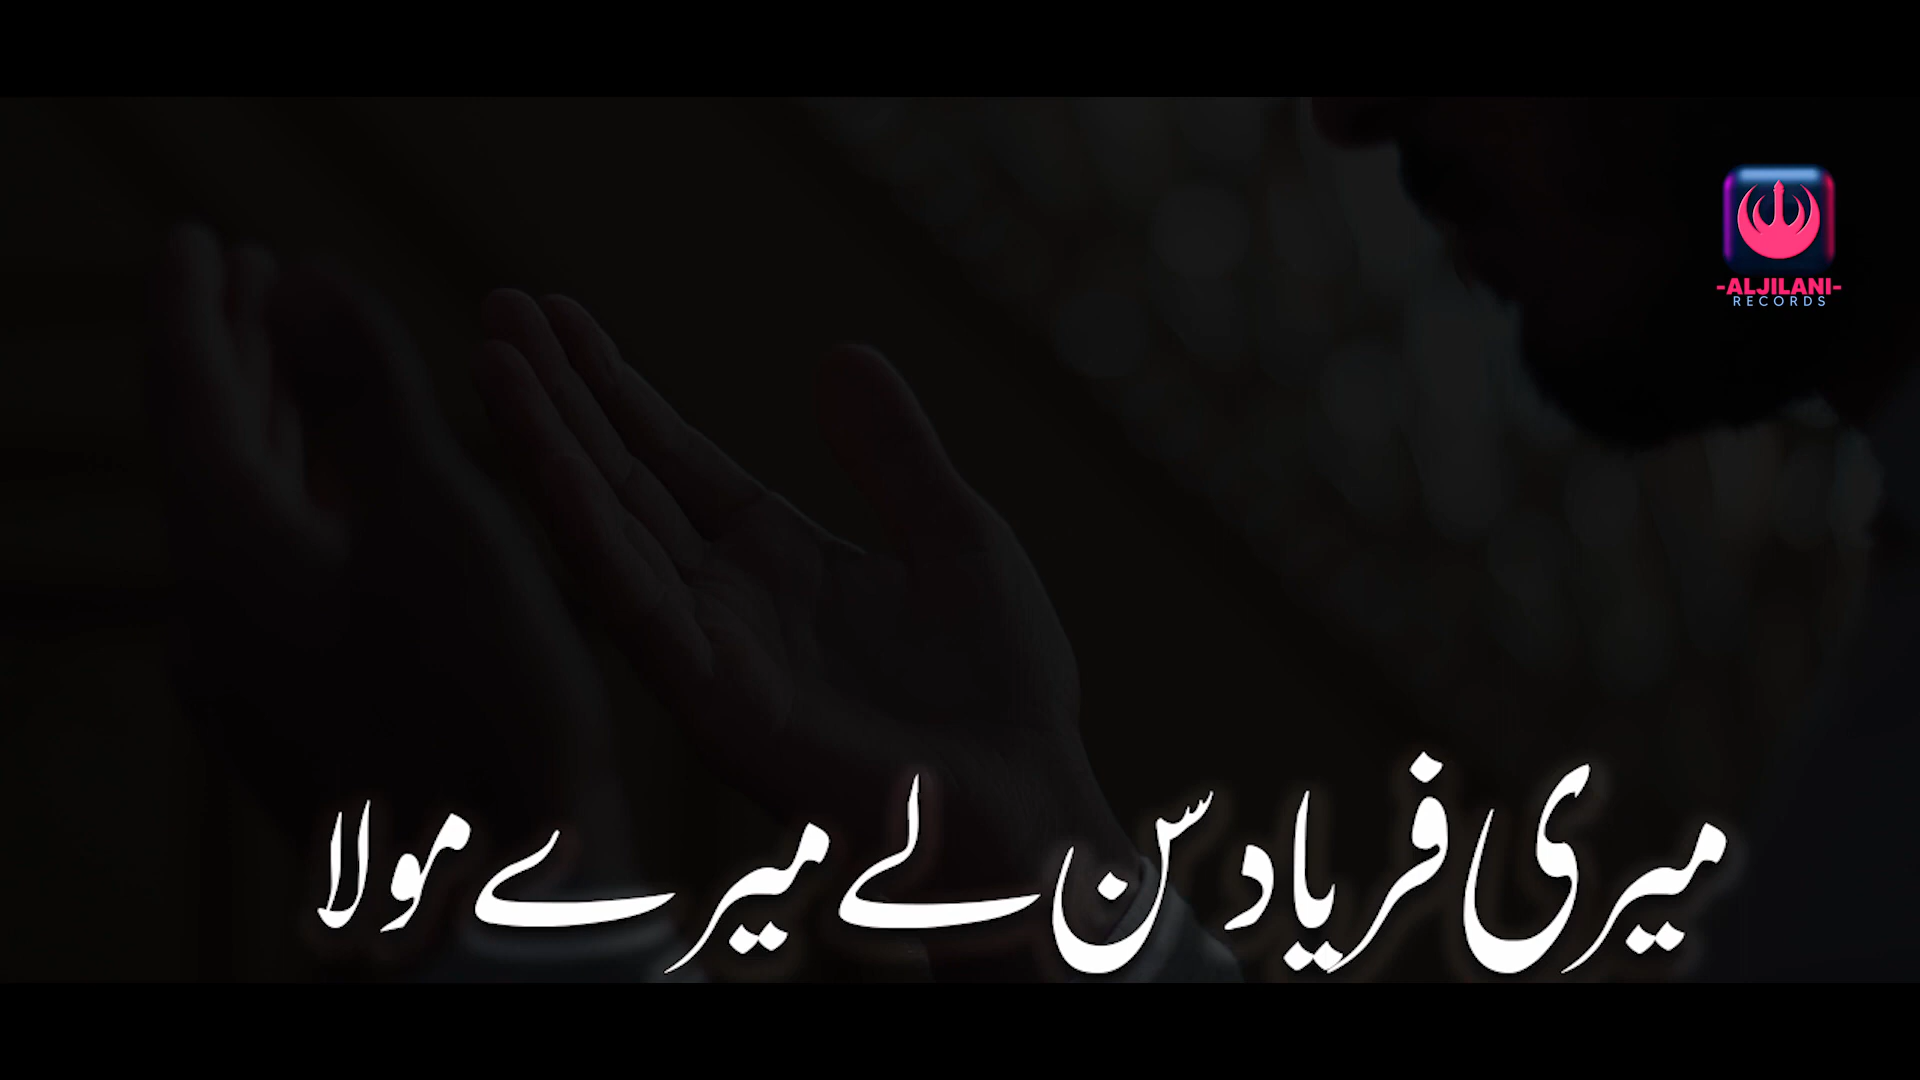 -ALJILANI-
RECORDS
میری فریاد سن لے میرے مولا